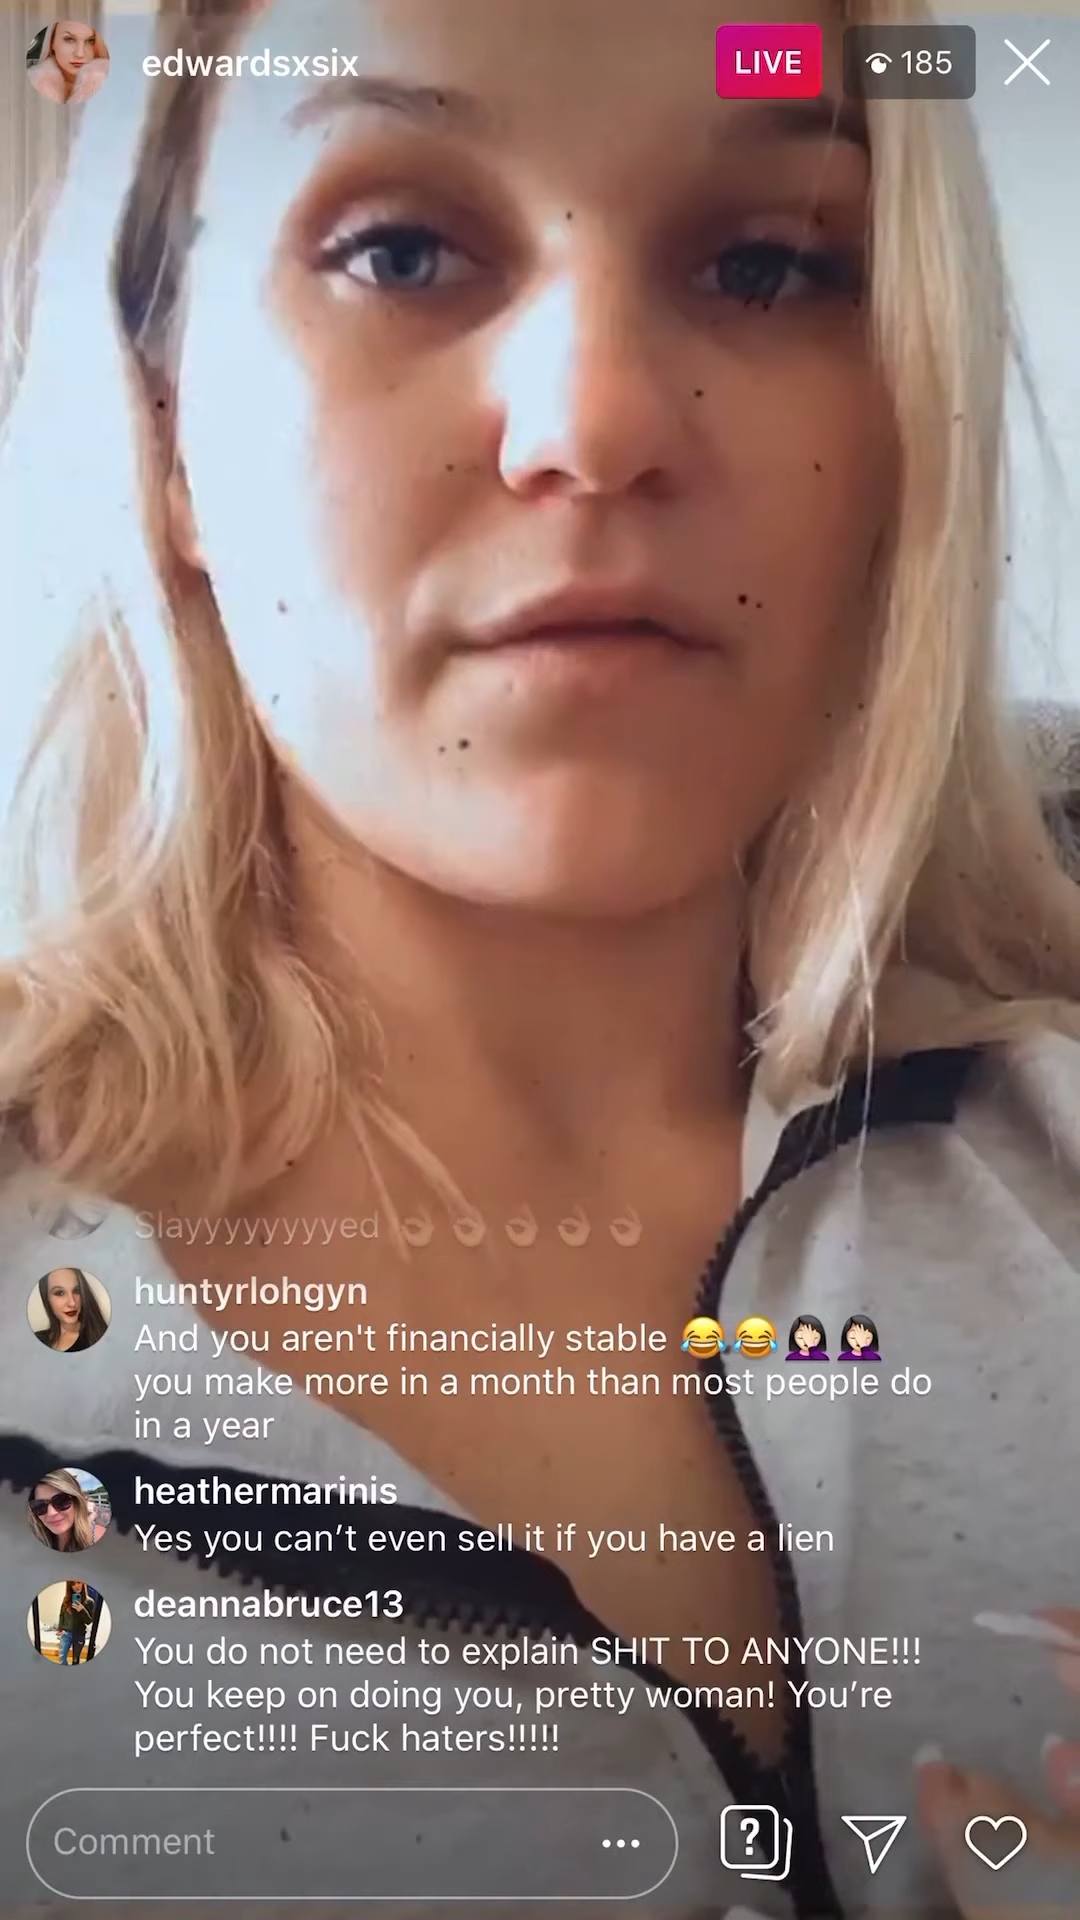 edwardsxsix
LIVE
185
Slayyyyyyyyed 👌🏼👌🏼👌🏼👌🏼👌🏼
huntyrlohgyn
And you aren't financially stable 😂😂🤦🏻‍♀️🤦🏻‍♀️
you make more in a month than most people do
in a year
heathermarinis
Yes you can’t even sell it if you have a lien
deannabruce13
You do not need to explain SHIT TO ANYONE!!!
You keep on doing you, pretty woman! You’re
perfect!!!! Fuck haters!!!!!
Comment
?